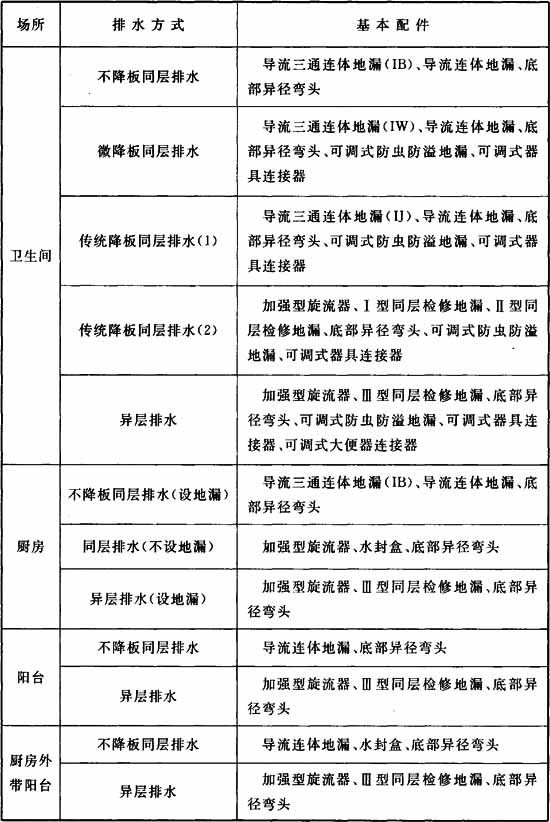 场所 排水方式 基本配件
卫生间
不降板同层排水
导流三通连体地漏(IB)、导流连体地漏、底
部异径弯头
微降板同层排水
导流三通连体地漏(IW)、导流连体地漏、底
部异径弯头、可调式防虫防溢地漏、可调式器
具连接器
传统降板同层排水(1)
导流三通连体地漏(IJ)、导流连体地漏、底
部异径弯头、可调式防虫防溢地漏、可调式器
具连接器
传统降板同层排水(2)
加强型旋流器、Ⅰ型同层检修地漏、Ⅱ型同
层检修地漏、底部异径弯头、可调式防虫防溢
地漏、可调式器具连接器
异层排水
加强型旋流器、Ⅲ型同层检修地漏、底部异
径弯头、可调式防虫防溢地漏、可调式器具连
接器、可调式大便器连接器
厨房
不降板同层排水(设地漏)
导流三通连体地漏(IB)、导流连体地漏、底
部异径弯头
同层排水(不设地漏)
加强型旋流器、水封盒、底部异径弯头
异层排水(设地漏)
加强型旋流器、Ⅲ型同层检修地漏、底部异
径弯头
阳台
不降板同层排水
导流连体地漏、底部异径弯头
异层排水
加强型旋流器、Ⅲ型同层检修地漏、底部异
径弯头
厨房外
带阳台
不降板同层排水
导流连体地漏、水封盒、底部异径弯头
异层排水
加强型旋流器、Ⅲ型同层检修地漏、底部异
径弯头